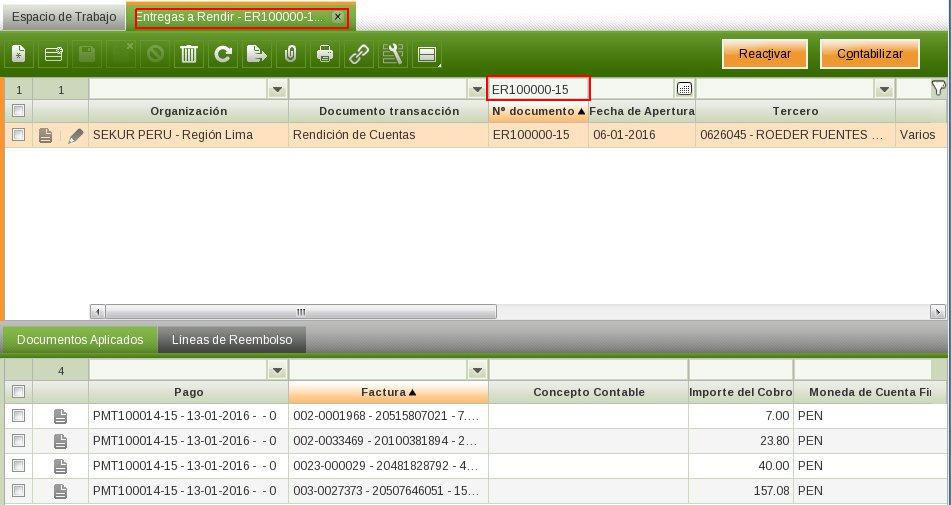 Espacio de Trabajo Entregas a Rendir - ER100000-1...
Reactivar Contabilizar
1 1 ER100000-15
Organización Documento transacción Nº documento Fecha de Apertura Tercero
SEKUR PERU - Región Lima Rendición de Cuentas ER100000-15 06-01-2016 0626045 - ROEDER FUENTES ... Varios
Documentos Aplicados Líneas de Reembolso
4
Pago Factura Concepto Contable Importe del Cobro Moneda de Cuenta Fi
PMT100014-15 - 13-01-2016 - - 0 002-0001968 - 20515807021 - 7.... 7.00 PEN
PMT100014-15 - 13-01-2016 - - 0 002-0033469 - 20100381894 - 2... 23.80 PEN
PMT100014-15 - 13-01-2016 - - 0 0023-000029 - 20481828792 - 4... 40.00 PEN
PMT100014-15 - 13-01-2016 - - 0 003-0027373 - 20507646051 - 15... 157.08 PEN